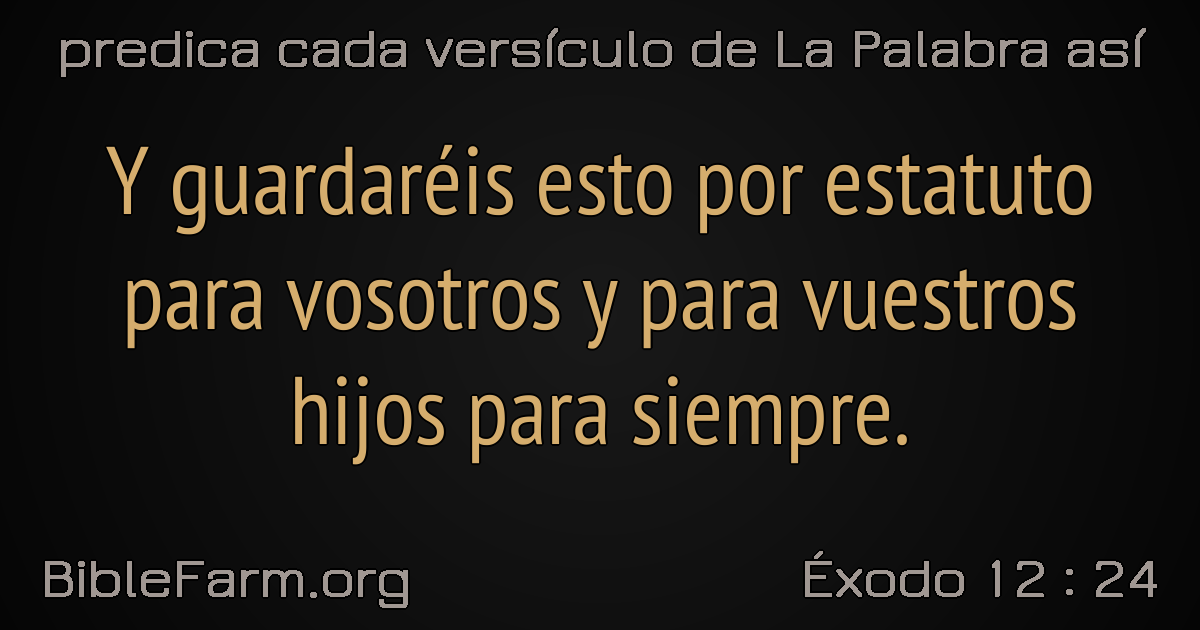 predica cada versículo de La Palabra así
Y guardaréis esto por estatuto
para vosotros y para vuestros
hijos para siempre.
BibleFarm.org
Éxodo 12 : 24